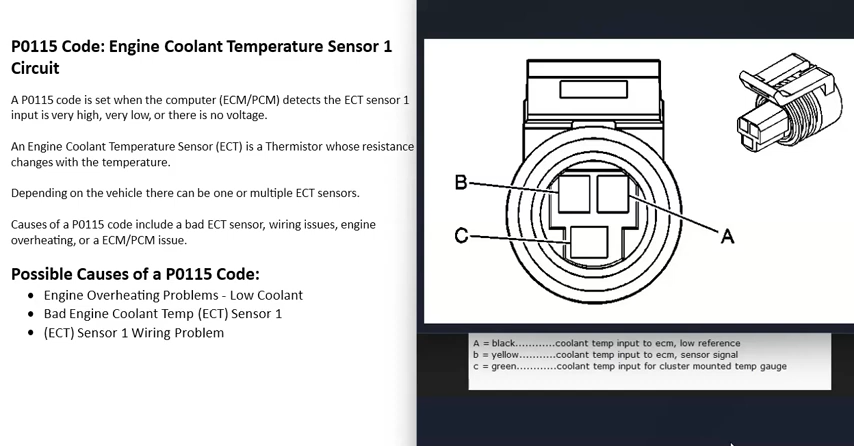 P0115 Code: Engine Coolant Temperature Sensor 1
Circuit
A P0115 code is set when the computer (ECM/PCM) detects the ECT sensor 1
input is very high, very low, or there is no voltage.
An Engine Coolant Temperature Sensor (ECT) is a Thermistor whose resistance
changes with the temperature.
Depending on the vehicle there can be one or multiple ECT sensors.
Causes of a P0115 code include a bad ECT sensor, wiring issues, engine
overheating, or a ECM/PCM issue.
Possible Causes of a P0115 Code:
• Engine Overheating Problems - Low Coolant
• Bad Engine Coolant Temp (ECT) Sensor 1
• (ECT) Sensor 1 Wiring Problem
B
C
A
A = black............coolant temp input to ecm, low reference
b = yellow...........coolant temp input to ecm, sensor signal
c = green............coolant temp input for cluster mounted temp gauge